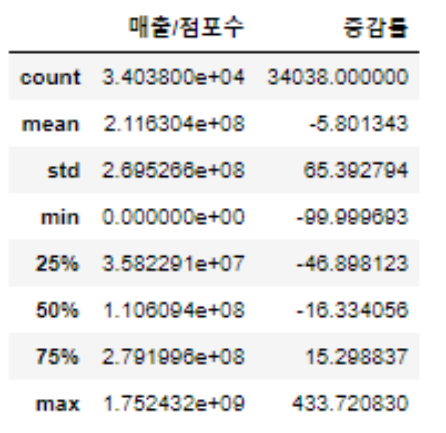 매출/점포수 증감률
count 3.403800e+04 34038.000000
mean 2.116304e+08 -5.801343
std 2.695266e+08 65.392794
min 0.000000e+00 -99.999693
25% 3.582291e+07 -46.898123
50% 1.106094e+08 -16.334056
75% 2.791996e+08 15.298837
max 1.752432e+09 433.720830